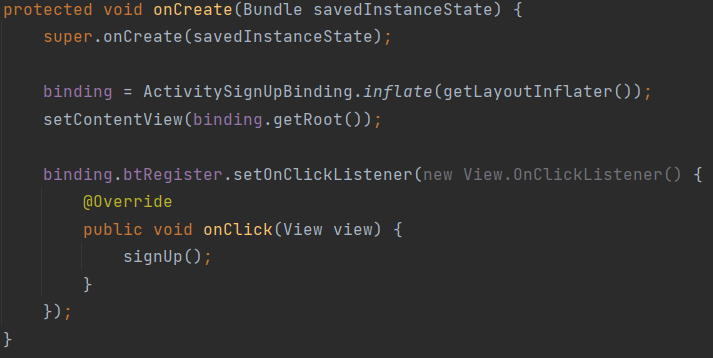 protected void onCreate(Bundle savedInstanceState) {
    super.onCreate(savedInstanceState);

    binding = ActivitySignUpBinding.inflate(getLayoutInflater());
    setContentView(binding.getRoot());

    binding.btRegister.setOnClickListener(new View.OnClickListener() {
        @Override
        public void onClick(View view) {
            signUp();
        }
    });
}